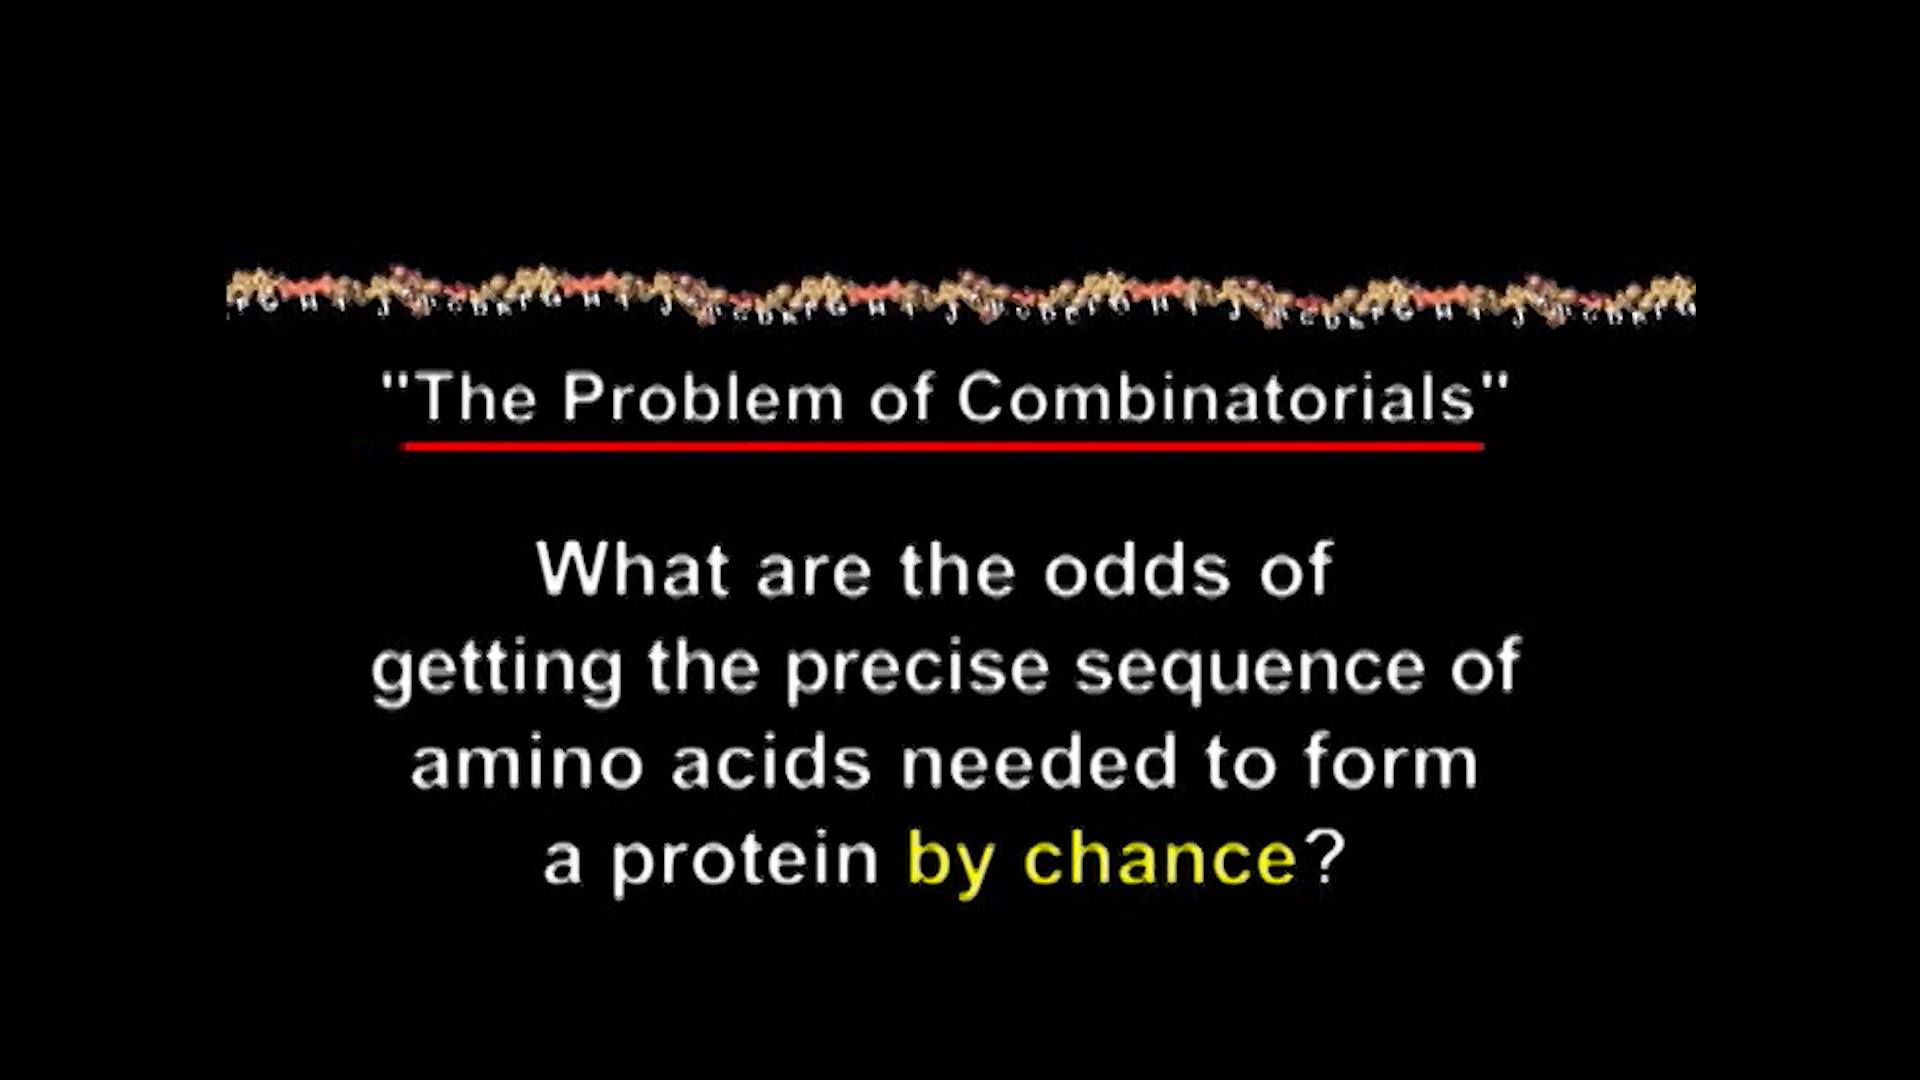 "The Problem of Combinatorials"
What are the odds of
getting the precise sequence of
amino acids needed to form
a protein by chance?